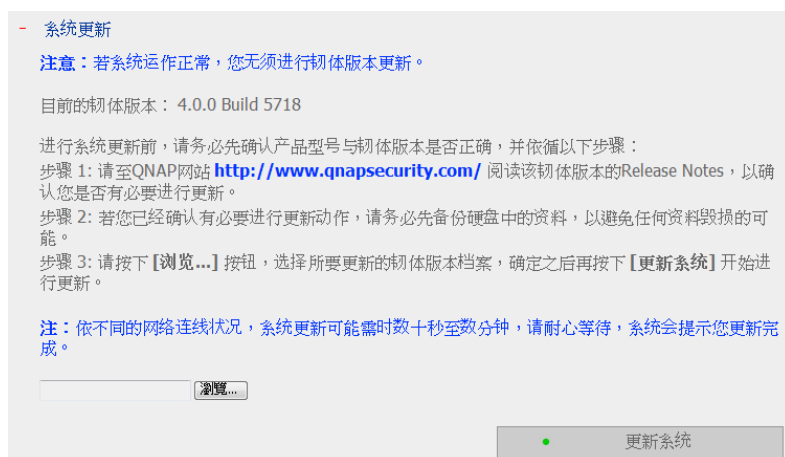 - 系统更新
注意：若系统运作正常，您无须进行韧体版本更新。
目前的韧体版本： 4.0.0 Build 5718
进行系统更新前，请务必先确认产品型号与韧体版本是否正确，并依循以下步骤：
步骤 1: 请至QNAP网站 http://www.qnapsecurity.com/ 阅读该韧体版本的Release Notes，以确
认您是否有必要进行更新。
步骤 2: 若您已经确认有必要进行更新动作，请务必先备份硬盘中的资料，以避免任何资料毁损的可
能。
步骤 3: 请按下 [浏览...] 按钮，选择所要更新的韧体版本档案，确定之后再按下 [更新系统] 开始进
行更新。
注：依不同的网络连线状况，系统更新可能需时数十秒至数分钟，请耐心等待，系统会提示您更新完
成。
瀏覽...
更新系统